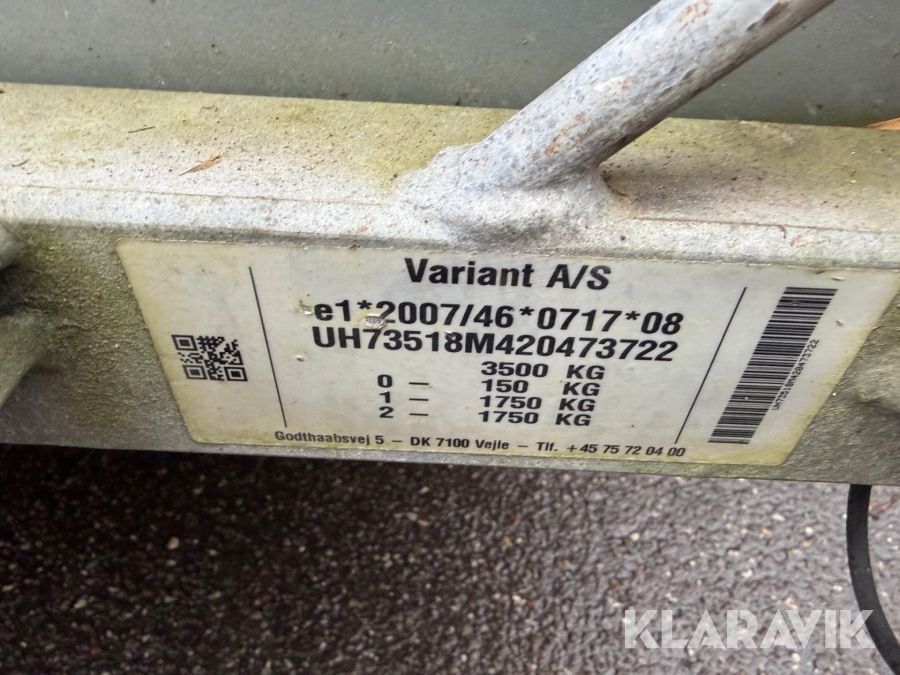 Variant A/S
e1*2007/46*0717*08
UH73518M420473722
3500 KG
0 – 150 KG
1 – 1750 KG
2 – 1750 KG
Godthaabsvej 5 – DK 7100 Vejle – Tlf. +45 75 72 04 00
UH73518M420473722
KLARAVIK